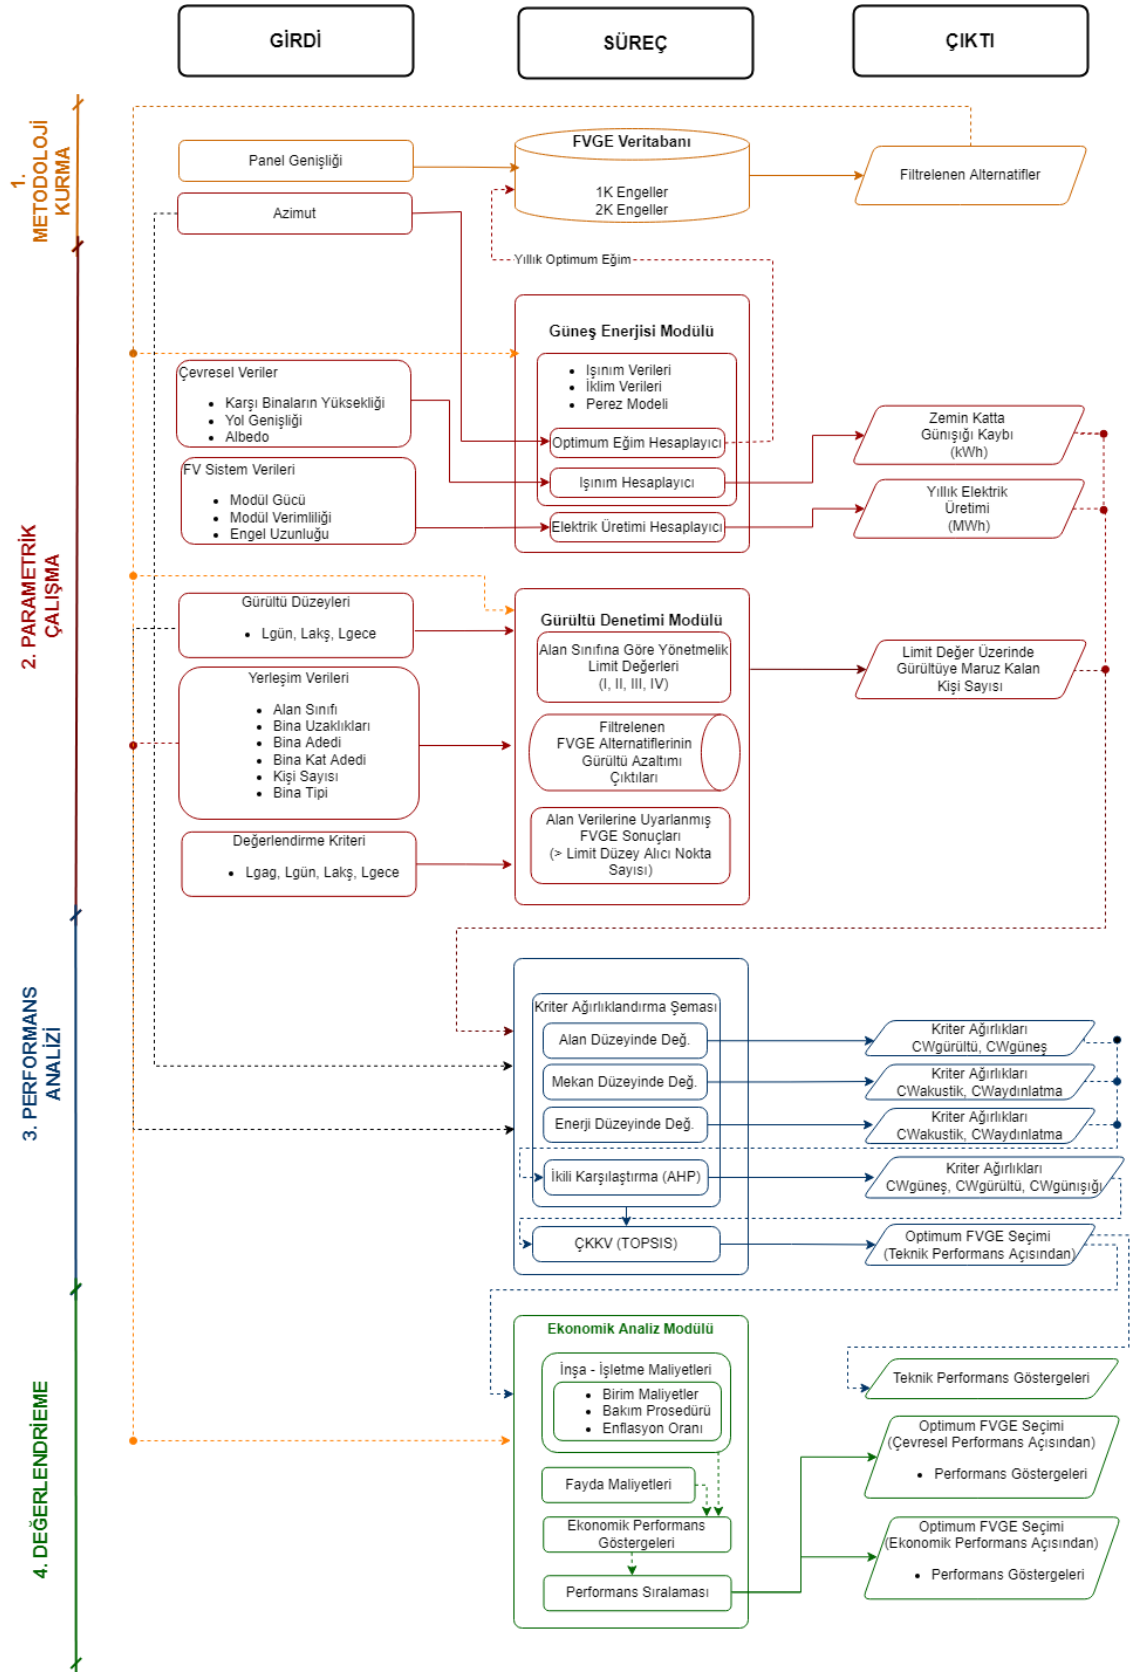 GİRDİ
SÜREÇ
ÇIKTI
1.
METODOLOJİ
KURMA
Panel Genişliği
FVGE Veritabanı
1K Engeller
2K Engeller
Filtrelenen Alternatifler
Azimut
Yıllık Optimum Eğim
2. PARAMETRİK
ÇALIŞMA
Güneş Enerjisi Modülü
Işınım Verileri
İklim Verileri
Perez Modeli
Optimum Eğim Hesaplayıcı
Işınım Hesaplayıcı
Elektrik Üretimi Hesaplayıcı
Çevresel Veriler
Karşı Binaların Yüksekliği
Yol Genişliği
Albedo
FV Sistem Verileri
Modül Gücü
Modül Verimliliği
Engel Uzunluğu
Zemin Katta
Günışığı Kaybı
(kWh)
Yıllık Elektrik
Üretimi
(MWh)
Gürültü Düzeyleri
Lgün, Lakş, Lgece
Yerleşim Verileri
Alan Sınıfı
Bina Uzaklıkları
Bina Adedi
Bina Kat Adedi
Kişi Sayısı
Bina Tipi
Değerlendirme Kriteri
Lgag, Lgün, Lakş, Lgece
Gürültü Denetimi Modülü
Alan Sınıfına Göre Yönetmelik
Limit Değerleri
(I, II, III, IV)
Filtrelenen
FVGE Alternatiflerinin
Gürültü Azaltımı
Çıktıları
Alan Verilerine Uyarlanmış
FVGE Sonuçları
(> Limit Düzey Alıcı Nokta
Sayısı)
Limit Değer Üzerinde
Gürültüye Maruz Kalan
Kişi Sayısı
3. PERFORMANS
ANALİZİ
Kriter Ağırlıklandırma Şeması
Alan Düzeyinde Değ.
Mekan Düzeyinde Değ.
Enerji Düzeyinde Değ.
İkili Karşılaştırma (AHP)
ÇKKV (TOPSIS)
Kriter Ağırlıkları
CWgürültü, CWgüneş
Kriter Ağırlıkları
CWakustik, CWaydınlatma
Kriter Ağırlıkları
CWakustik, CWaydınlatma
Kriter Ağırlıkları
CWgüneş, CWgürültü, CWgünışığı
Optimum FVGE Seçimi
(Teknik Performans Açısından)
4. DEĞERLENDRİEME
Ekonomik Analiz Modülü
İnşa - İşletme Maliyetleri
Birim Maliyetler
Bakım Prosedürü
Enflasyon Oranı
Fayda Maliyetleri
Ekonomik Performans
Göstergeleri
Performans Sıralaması
Teknik Performans Göstergeleri
Optimum FVGE Seçimi
(Çevresel Performans Açısından)
Performans Göstergeleri
Optimum FVGE Seçimi
(Ekonomik Performans Açısından)
Performans Göstergeleri